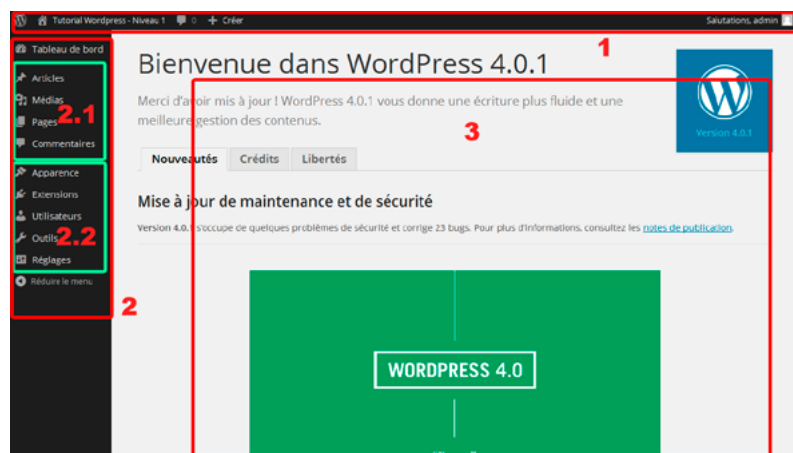 Tutorial Wordpress - Niveau 1 0 + Créer Salutations, admin
1
Tableau de bord
Articles
Médias
Pages
Commentaires
2.1
Apparence
Extensions
Utilisateurs
Outils
Réglages
2.2
Réduire le menu
2
Bienvenue dans WordPress 4.0.1
Merci d'avoir mis à jour ! WordPress 4.0.1 vous donne une écriture plus fluide et une
meilleure gestion des contenus.
3
Version 4.0.1
Nouveautés Crédits Libertés
Mise à jour de maintenance et de sécurité
Version 4.0.1 s'occupe de quelques problèmes de sécurité et corrige 23 bugs. Pour plus d'informations, consultez les notes de publication.
WORDPRESS 4.0